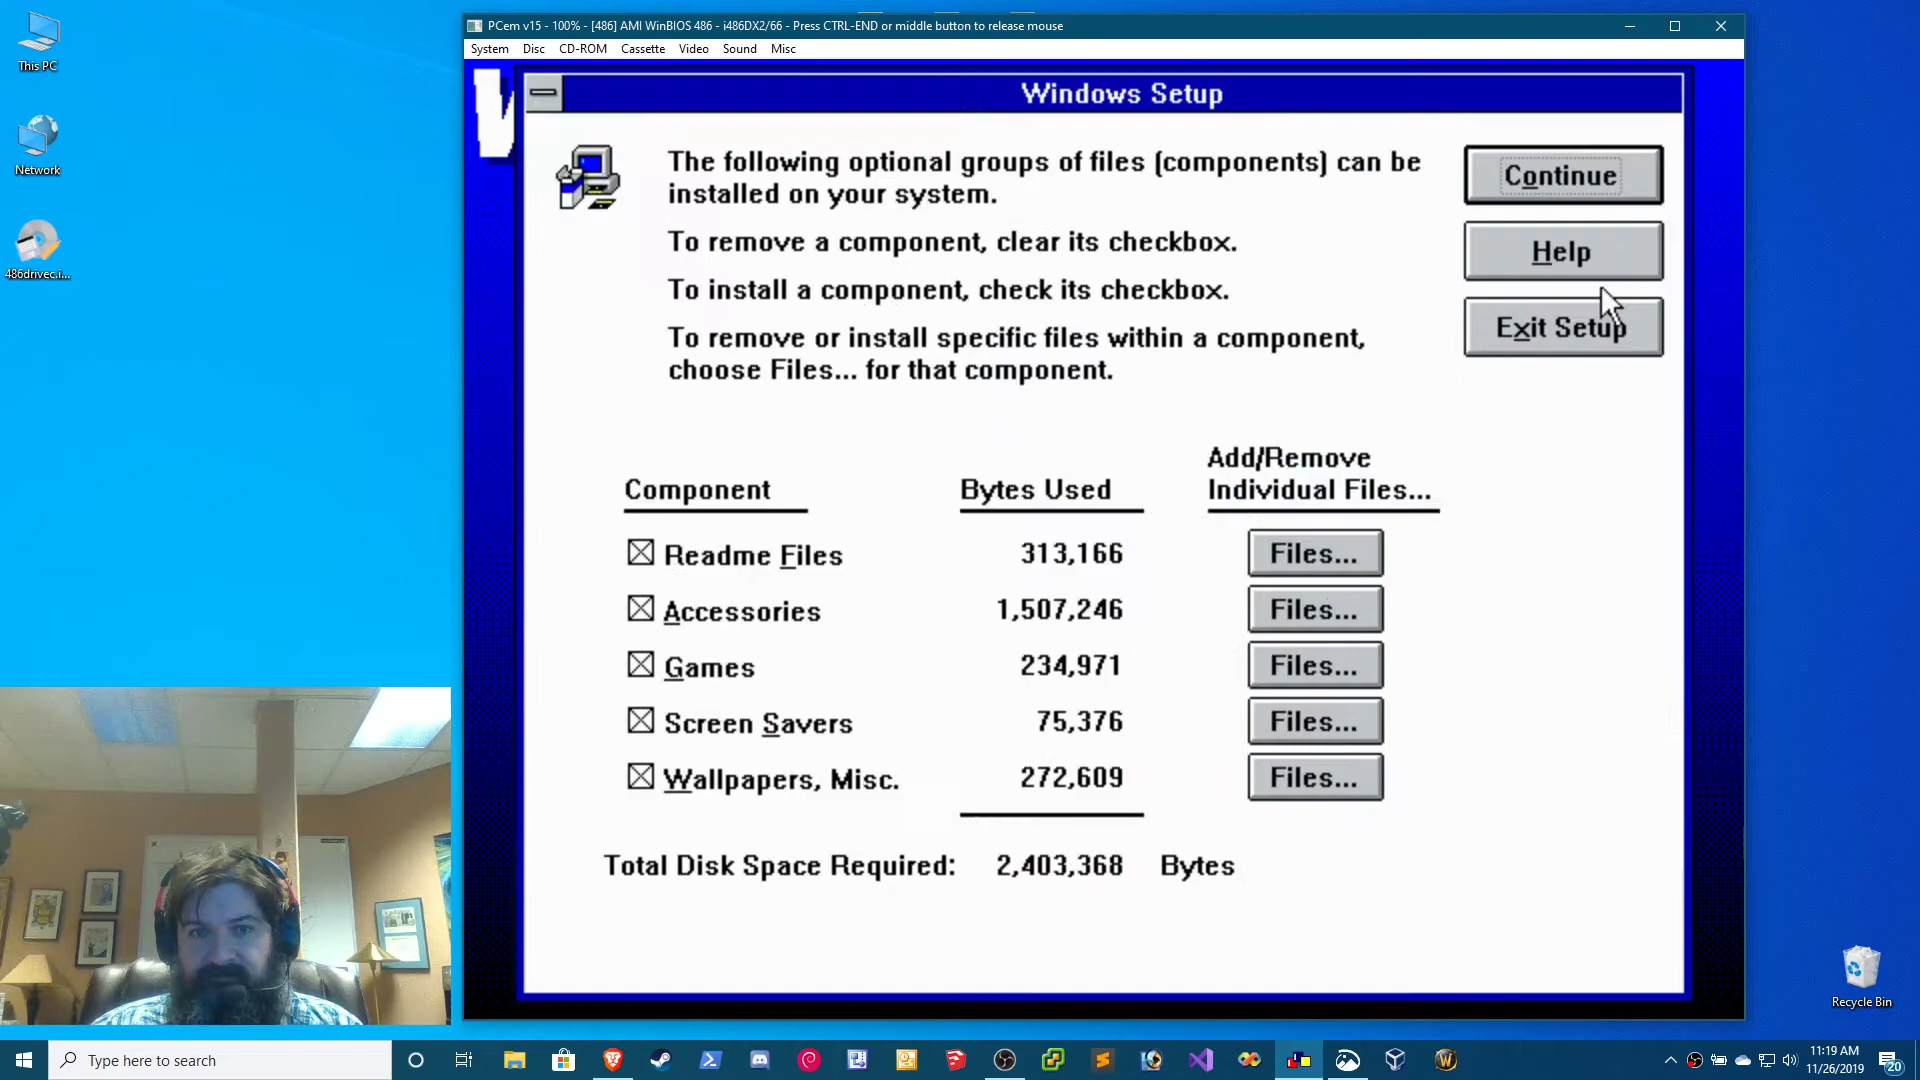 This PC
Network
486drivec.i...
PCem v15 - 100% - [486] AMI WinBIOS 486 - i486DX2/66 - Press CTRL-END or middle button to release mouse
System Disc CD-ROM Cassette Video Sound Misc
Windows Setup
The following optional groups of files (components) can be
installed on your system.
To remove a component, clear its checkbox.
To install a component, check its checkbox.
To remove or install specific files within a component,
choose Files... for that component.
Continue
Help
Exit Setup
Add/Remove
Component Bytes Used Individual Files...
Readme Files 313,166 Files...
Accessories 1,507,246 Files...
Games 234,971 Files...
Screen Savers 75,376 Files...
Wallpapers, Misc. 272,609 Files...
Total Disk Space Required: 2,403,368 Bytes
Recycle Bin
Type here to search
11:19 AM
11/26/2019
20